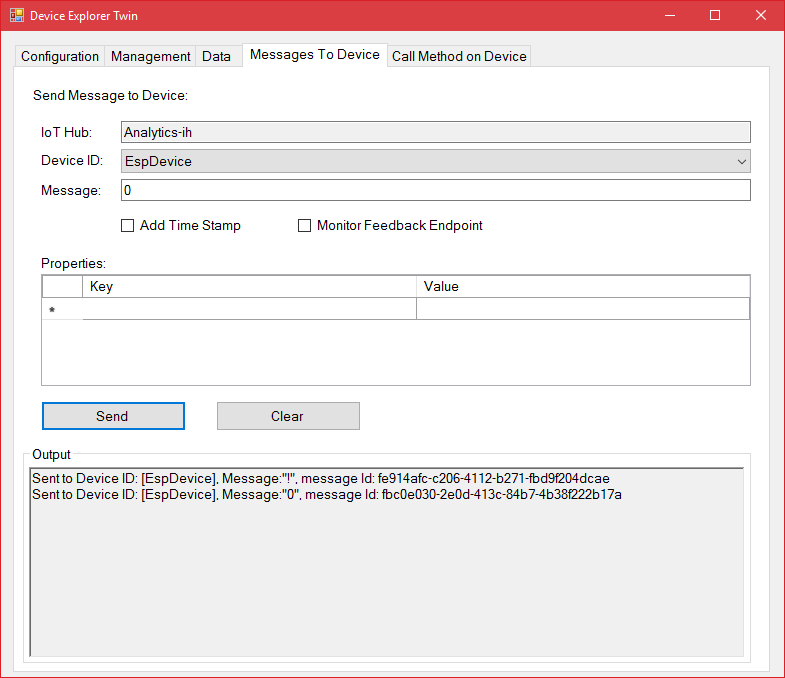 Device Explorer Twin
Configuration Management Data Messages To Device Call Method on Device
Send Message to Device:
IoT Hub: Analytics-ih
Device ID: EspDevice
Message: 0
Add Time Stamp Monitor Feedback Endpoint
Properties:
Key Value
*
Send Clear
Output
Sent to Device ID: [EspDevice], Message:"!", message Id: fe914afc-c206-4112-b271-fbd9f204dcae
Sent to Device ID: [EspDevice], Message:"0", message Id: fbc0e030-2e0d-413c-84b7-4b38f222b17a